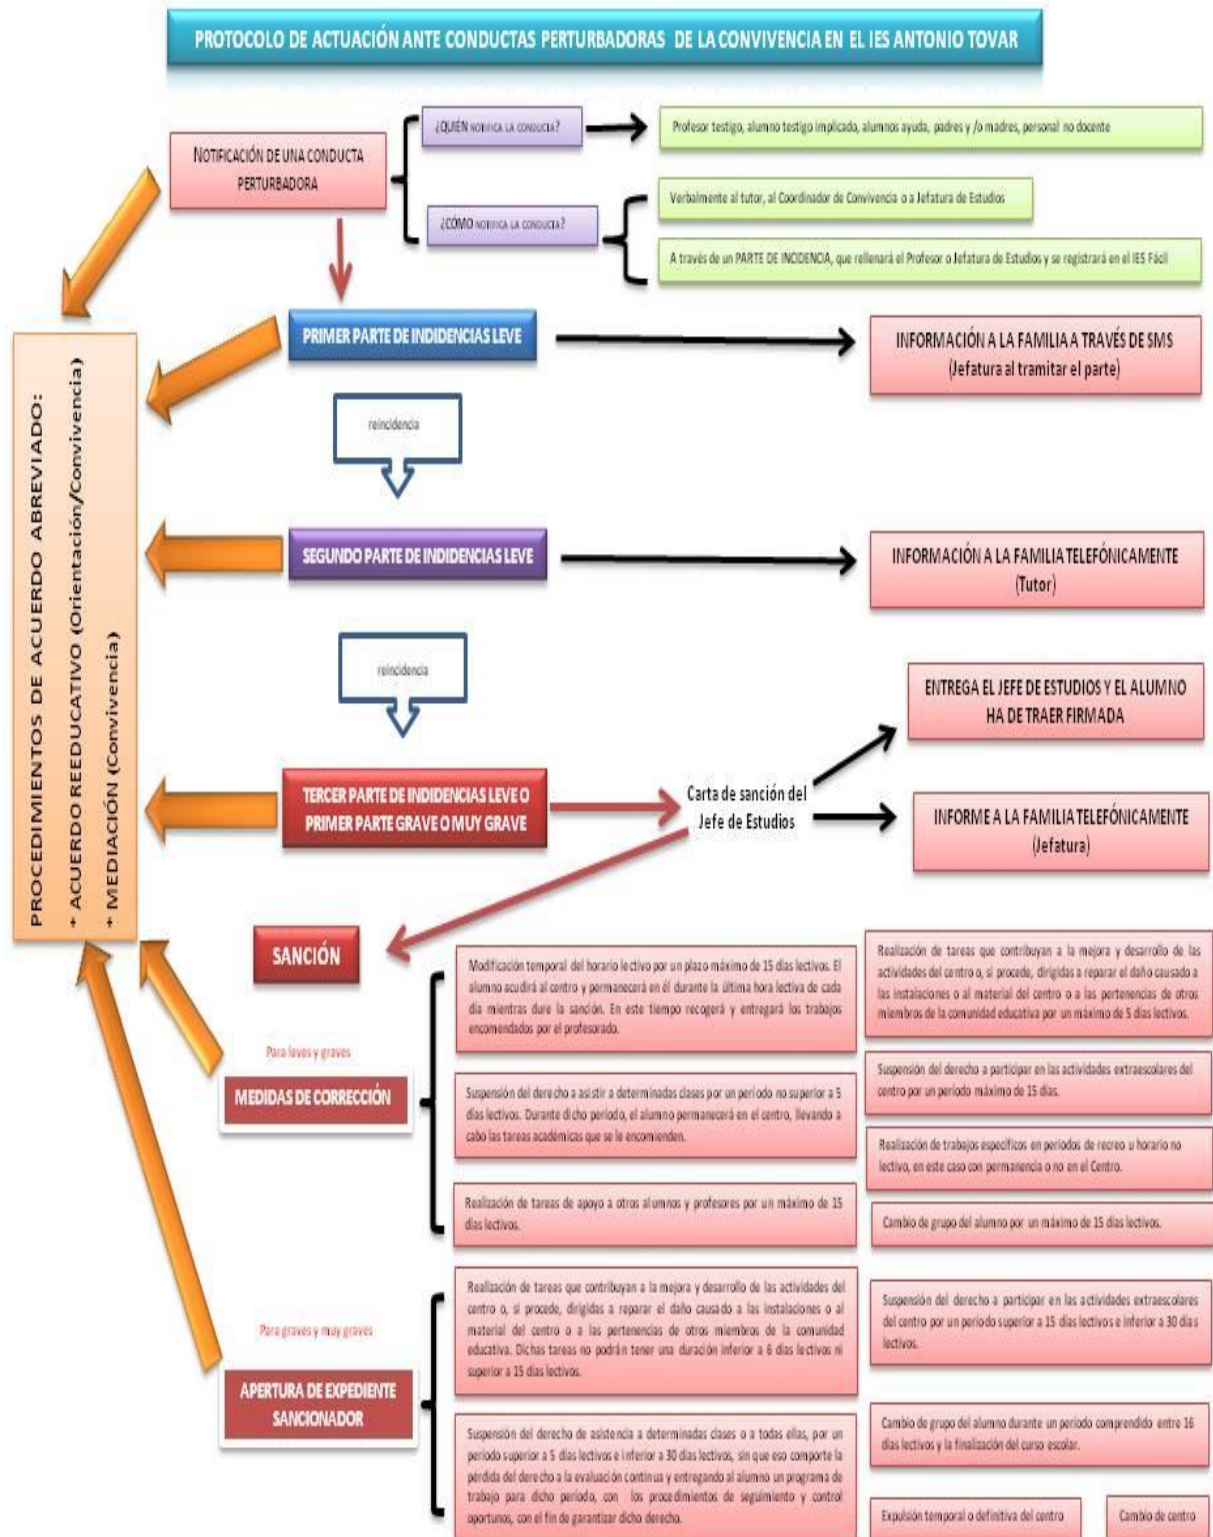 PROTOCOLO DE ACTUACIÓN ANTE CONDUCTAS PERTURBADORAS DE LA CONVIVENCIA EN EL IES ANTONIO TOVAR
NOTIFICACIÓN DE UNA CONDUCTA
PERTURBADORA
¿QUIÉN NOTIFICA LA CONDUCTA?
Profesor testigo, alumno testigo implicado, alumnos ayuda, padres y /o madres, personal no docente
¿CÓMO NOTIFICA LA CONDUCTA?
Verbalmente al tutor, al Coordinador de Convivencia o a Jefatura de Estudios
A través de un PARTE DE INCIDENCIA, que rellenará el Profesor o Jefatura de Estudios y se registrará en el IES Fácil
PROCEDIMIENTOS DE ACUERDO ABREVIADO:
+ ACUERDO REEDUCATIVO (Orientación/Convivencia)
+ MEDIACIÓN (Convivencia)
PRIMER PARTE DE INDIDENCIAS LEVE
INFORMACIÓN A LA FAMILIA A TRAVÉS DE SMS
(Jefatura al tramitar el parte)
reincidencia
SEGUNDO PARTE DE INDIDENCIAS LEVE
INFORMACIÓN A LA FAMILIA TELEFÓNICAMENTE
(Tutor)
reincidencia
TERCER PARTE DE INDIDENCIAS LEVE O
PRIMER PARTE GRAVE O MUY GRAVE
Carta de sanción del
Jefe de Estudios
ENTREGA EL JEFE DE ESTUDIOS Y EL ALUMNO
HA DE TRAER FIRMADA
INFORME A LA FAMILIA TELEFÓNICAMENTE
(Jefatura)
SANCIÓN
Para leves y graves
MEDIDAS DE CORRECCIÓN
Modificación temporal del horario lectivo por un plazo máximo de 15 días lectivos. El
alumno acudirá al centro y permanecerá en él durante la última hora lectiva de cada
día mientras dure la sanción. En este tiempo recogerá y entregará los trabajos
encomendados por el profesorado.
Realización de tareas que contribuyan a la mejora y desarrollo de las
actividades del centro o, si procede, dirigidas a reparar el daño causado a
las instalaciones o al material del centro o a las pertenencias de otros
miembros de la comunidad educativa por un máximo de 5 días lectivos.
Suspensión del derecho a asistir a determinadas clases por un periodo no superior a 5
días lectivos. Durante dicho periodo, el alumno permanecerá en el centro, llevando a
cabo las tareas académicas que se le encomienden.
Suspensión del derecho a participar en las actividades extraescolares del
centro por un período máximo de 15 días.
Realización de trabajos específicos en periodos de recreo u horario no
lectivo, en este caso con permanencia o no en el Centro.
Realización de tareas de apoyo a otros alumnos y profesores por un máximo de 15
días lectivos.
Cambio de grupo del alumno por un máximo de 15 días lectivos.
Para graves y muy graves
APERTURA DE EXPEDIENTE
SANCIONADOR
Realización de tareas que contribuyan a la mejora y desarrollo de las actividades del
centro o, si procede, dirigidas a reparar el daño causado a las instalaciones o al
material del centro o a las pertenencias de otros miembros de la comunidad
educativa. Dichas tareas no podrán tener una duración inferior a 6 días lectivos ni
superior a 15 días lectivos.
Suspensión del derecho a participar en las actividades extraescolares
del centro por un periodo superior a 15 días lectivos e inferior a 30 días
lectivos.
Suspensión del derecho de asistencia a determinadas clases o a todas ellas, por un
periodo superior a 5 días lectivos e inferior a 30 días lectivos, sin que eso comporte la
pérdida del derecho a la evaluación continua y entregando al alumno un programa de
trabajo para dicho periodo, con los procedimientos de seguimiento y control
oportunos, con el fin de garantizar dicho derecho.
Cambio de grupo del alumno durante un periodo comprendido entre 16
días lectivos y la finalización del curso escolar.
Expulsión temporal o definitiva del centro
Cambio de centro